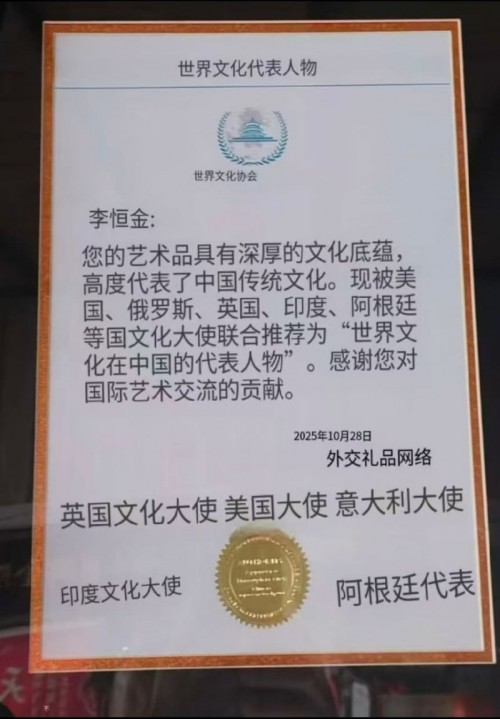 世界文化代表人物
世界文化协会
李恒金:
您的艺术品具有深厚的文化底蕴，
高度代表了中国传统文化。现被美
国、俄罗斯、英国、印度、阿根廷
等国文化大使联合推荐为“世界文
化在中国的代表人物”。感谢您对
国际艺术交流的贡献。
2025年10月28日
外交礼品网络
英国文化大使 美国大使 意大利大使
印度文化大使
阿根廷代表